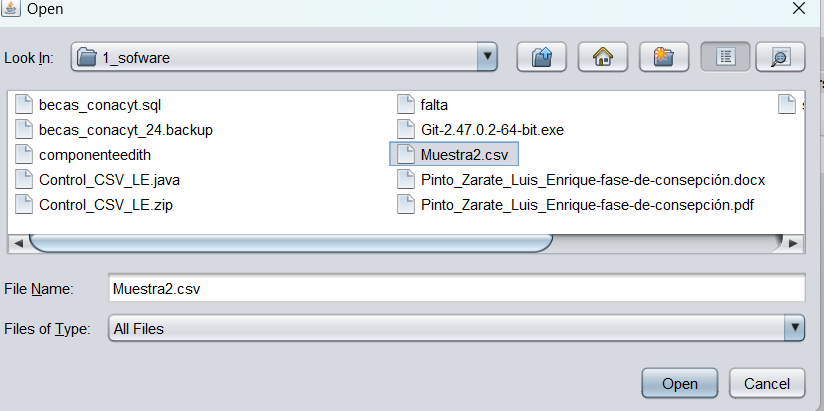 Open
Look In:
1_sofware
becas_conacyt.sql
becas_conacyt_24.backup
componenteedith
Control_CSV_LE.java
Control_CSV_LE.zip
falta
Git-2.47.0.2-64-bit.exe
Muestra2.csv
Pinto_Zarate_Luis_Enrique-fase-de-consepción.docx
Pinto_Zarate_Luis_Enrique-fase-de-consepción.pdf
File Name:
Muestra2.csv
Files of Type:
All Files
Open
Cancel